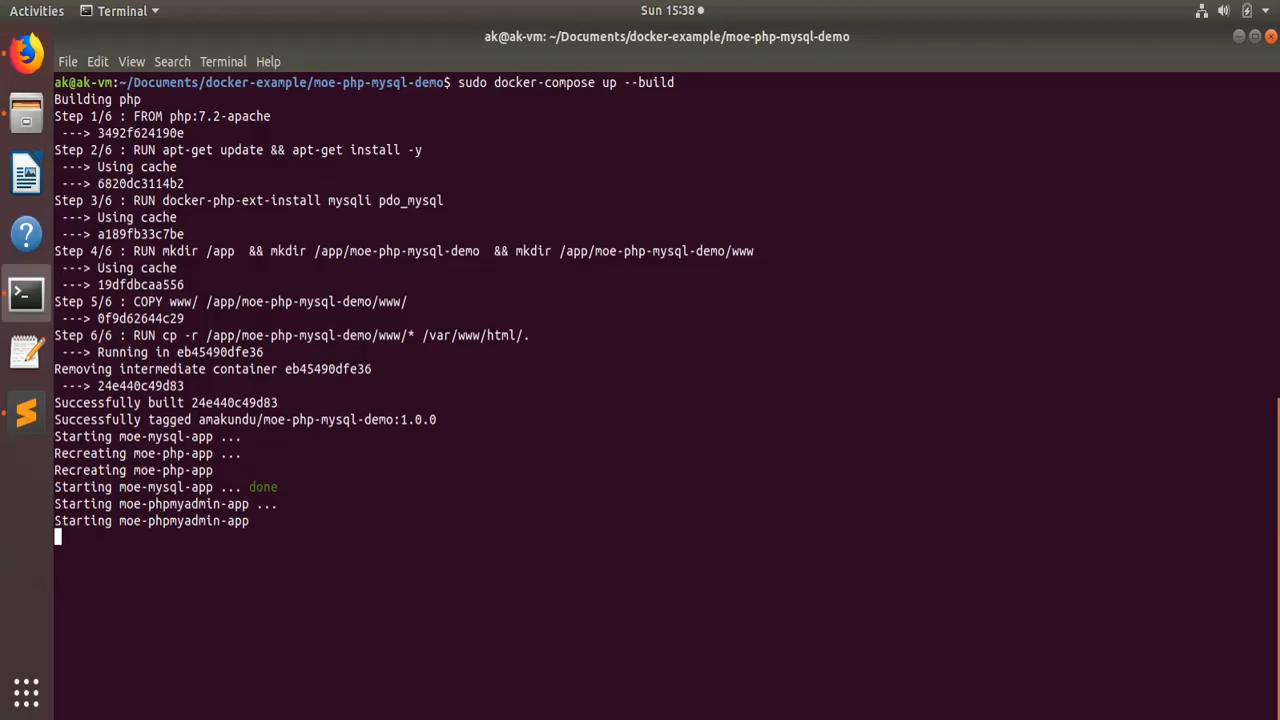 Activities Terminal Sun 15:38
ak@ak-vm: ~/Documents/docker-example/moe-php-mysql-demo
File Edit View Search Terminal Help
ak@ak-vm:~/Documents/docker-example/moe-php-mysql-demo$ sudo docker-compose up --build
Building php
Step 1/6 : FROM php:7.2-apache
 ---> 3492f624190e
Step 2/6 : RUN apt-get update && apt-get install -y
 ---> Using cache
 ---> 6820dc3114b2
Step 3/6 : RUN docker-php-ext-install mysqli pdo_mysql
 ---> Using cache
 ---> a189fb33c7be
Step 4/6 : RUN mkdir /app  && mkdir /app/moe-php-mysql-demo  && mkdir /app/moe-php-mysql-demo/www
 ---> Using cache
 ---> 19dfdbcaa556
Step 5/6 : COPY www/ /app/moe-php-mysql-demo/www/
 ---> 0f9d62644c29
Step 6/6 : RUN cp -r /app/moe-php-mysql-demo/www/* /var/www/html/.
 ---> Running in eb45490dfe36
Removing intermediate container eb45490dfe36
 ---> 24e440c49d83
Successfully built 24e440c49d83
Successfully tagged amakundu/moe-php-mysql-demo:1.0.0
Starting moe-mysql-app ...
Recreating moe-php-app ...
Recreating moe-php-app
Starting moe-mysql-app ... done
Starting moe-phpmyadmin-app ...
Starting moe-phpmyadmin-app